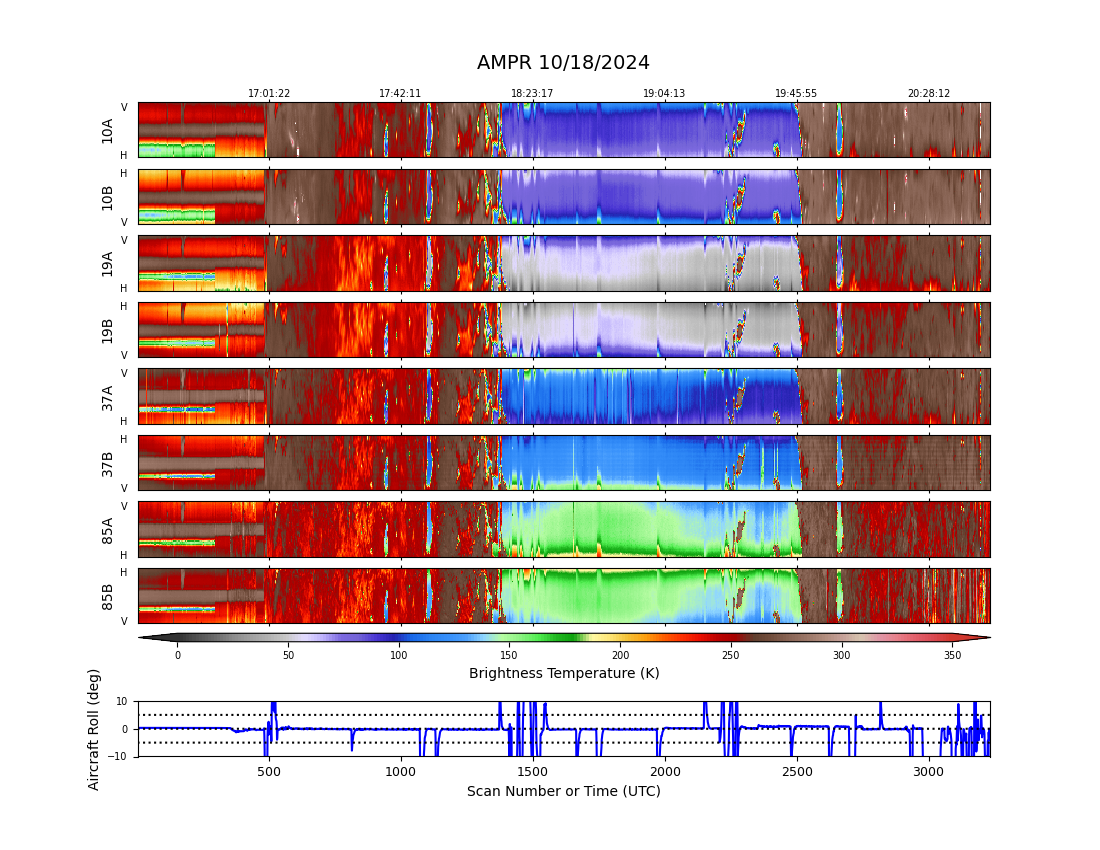 AMPR 10/18/2024
17:01:22 17:42:11 18:23:17 19:04:13 19:45:55 20:28:12
V
10A
H
H
10B
V
V
19A
H
H
19B
V
V
37A
H
H
37B
V
V
85A
H
H
85B
V
0 50 100 150 200 250 300 350
Brightness Temperature (K)
Aircraft Roll (deg)
10
0
−10
500 1000 1500 2000 2500 3000
Scan Number or Time (UTC)